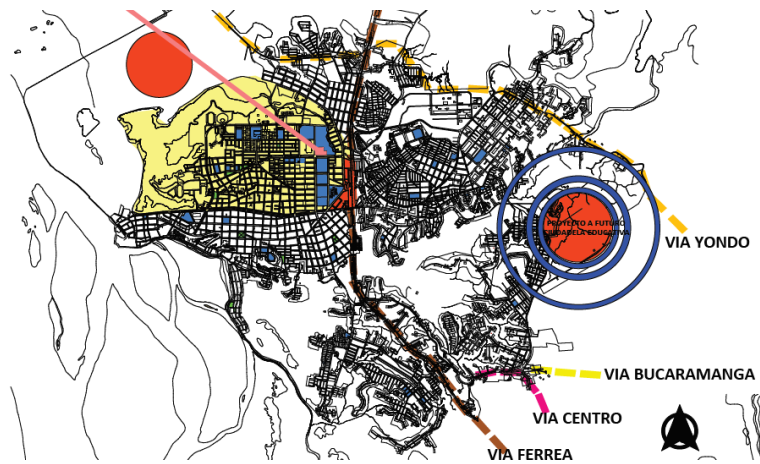 PROYECTO A FUTURO
CIUDADELA EDUCATIVA
VIA YONDO
VIA BUCARAMANGA
VIA CENTRO
VIA FERREA